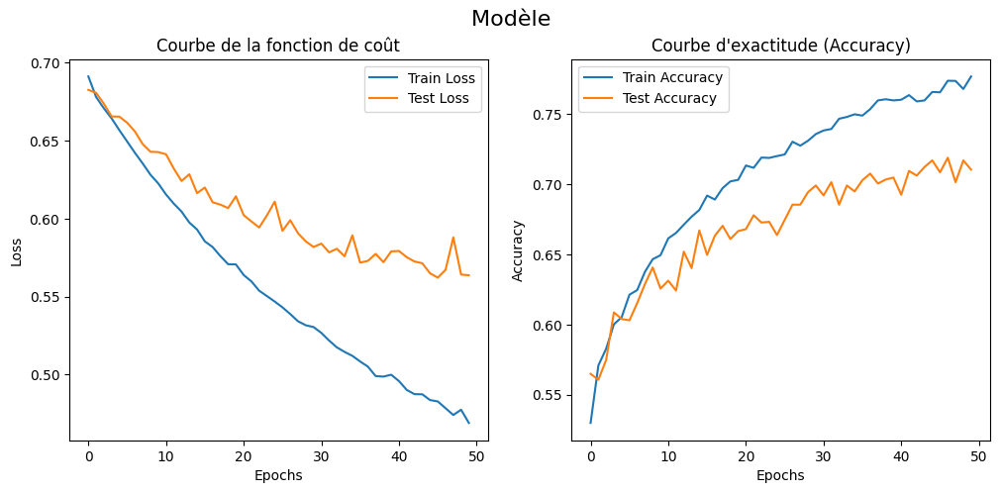 Modèle
Courbe de la fonction de coût
Train Loss
Test Loss
0.70
0.65
0.60
0.55
0.50
Loss
0
10
20
30
40
50
Epochs
Courbe d'exactitude (Accuracy)
Train Accuracy
Test Accuracy
0.75
0.70
0.65
0.60
0.55
Accuracy
0
10
20
30
40
50
Epochs